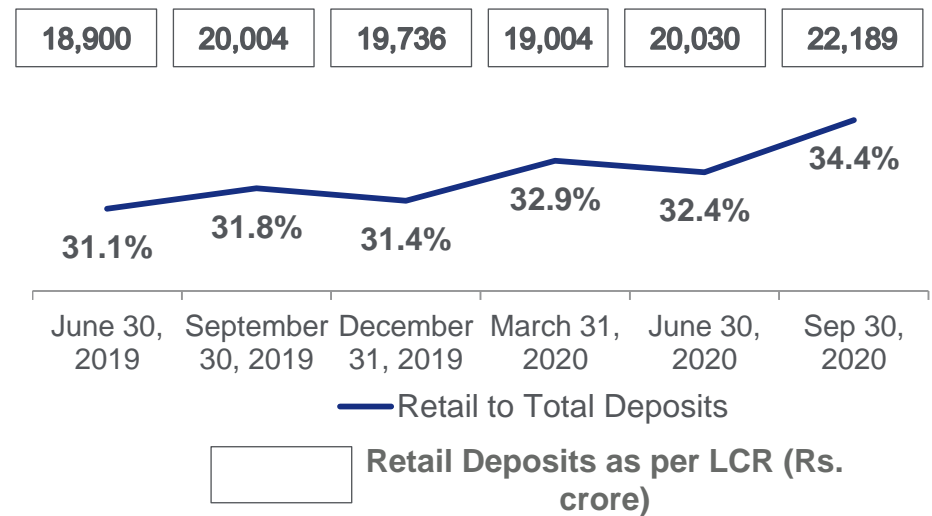 18,900 20,004 19,736 19,004 20,030 22,189
31.1% 31.8% 31.4% 32.9% 32.4% 34.4%
June 30, September December March 31, June 30, Sep 30,
2019 30, 2019 31, 2019 2020 2020 2020
Retail to Total Deposits
Retail Deposits as per LCR (Rs.
crore)